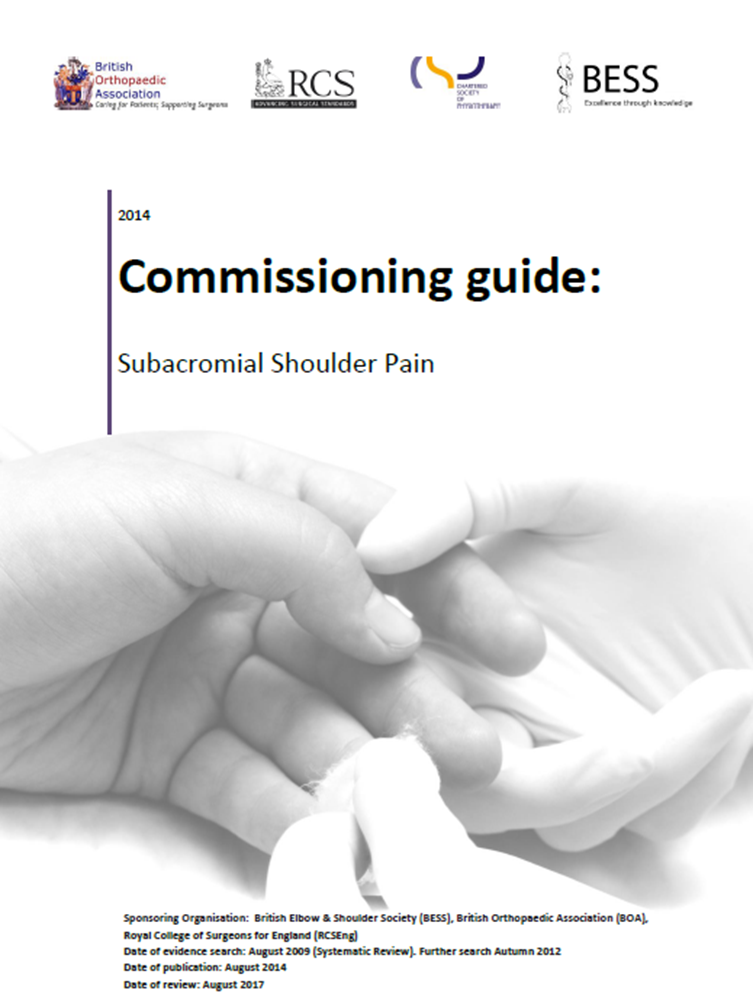 British
Orthopaedic
Association
Caring for Patients; Supporting Surgeons
RCS
ADVANCING SURGICAL STANDARDS
CHARTERED
SOCIETY
OF
PHYSIOTHERAPY
BESS
Excellence through knowledge
2014
Commissioning guide:
Subacromial Shoulder Pain
Sponsoring Organisation: British Elbow & Shoulder Society (BESS), British Orthopaedic Association (BOA),
Royal College of Surgeons for England (RCSEng)
Date of evidence search: August 2009 (Systematic Review). Further search Autumn 2012
Date of publication: August 2014
Date of review: August 2017